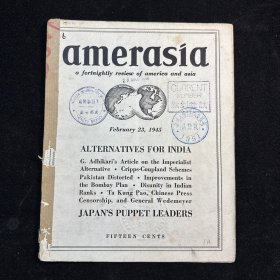 amerasia
a fortnightly review of america and asia
February 23, 1945
ALTERNATIVES FOR INDIA
G. Adhikari's Article on the Imperialist
Alternative • Cripps-Coupland Schemes
Pakistan Distorted • Improvements in
the Bombay Plan • Disunity in Indian
Ranks • Ta Kung Pao, Chinese Press
Censorship, and General Wedemeyer
JAPAN'S PUPPET LEADERS
FIFTEEN CENTS